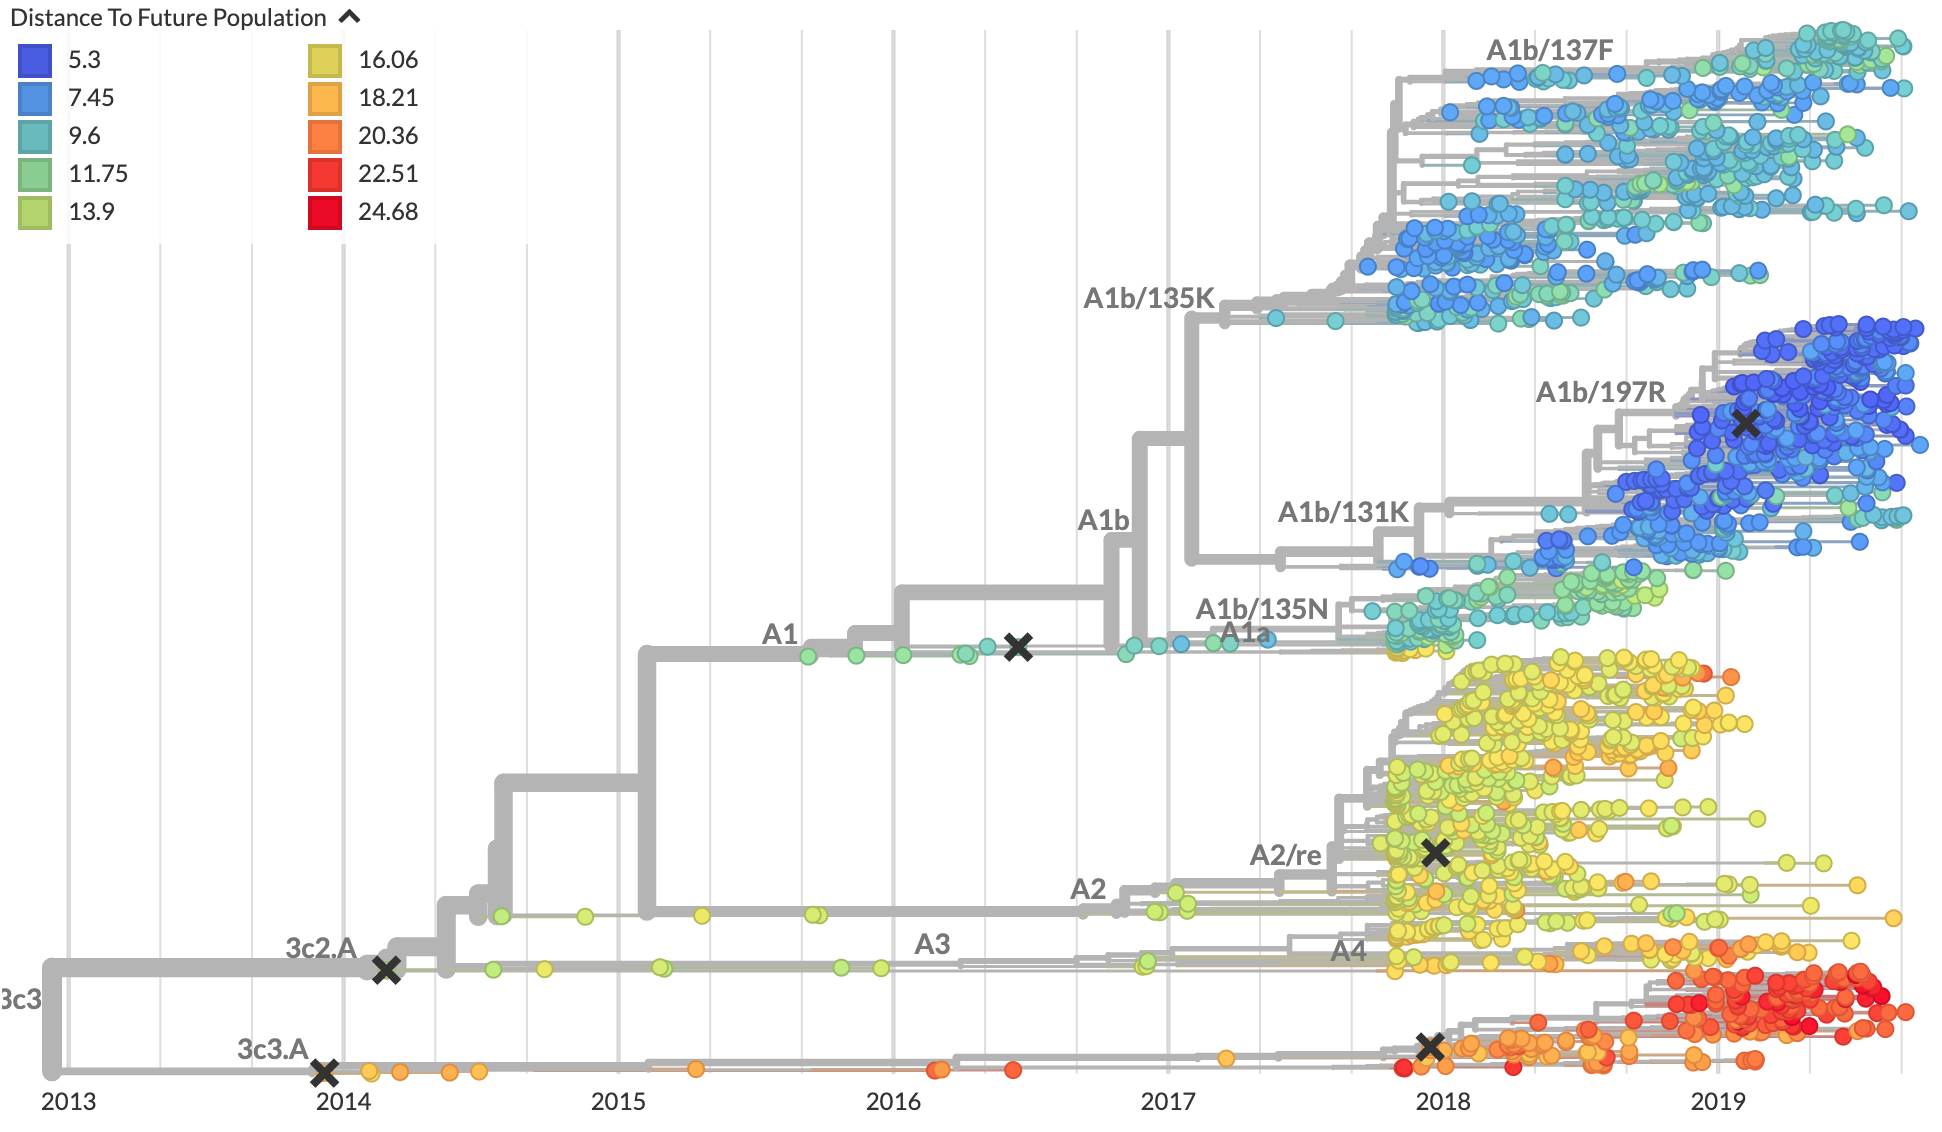 Distance To Future Population
5.3
7.45
9.6
11.75
13.9
16.06
18.21
20.36
22.51
24.68
A1b/137F
A1b/135K
A1b/197R
A1b/131K
A1b
A1b/135N
A1a
A1
A2/re
A2
A3
A4
3c2.A
3c3
3c3.A
2013
2014
2015
2016
2017
2018
2019